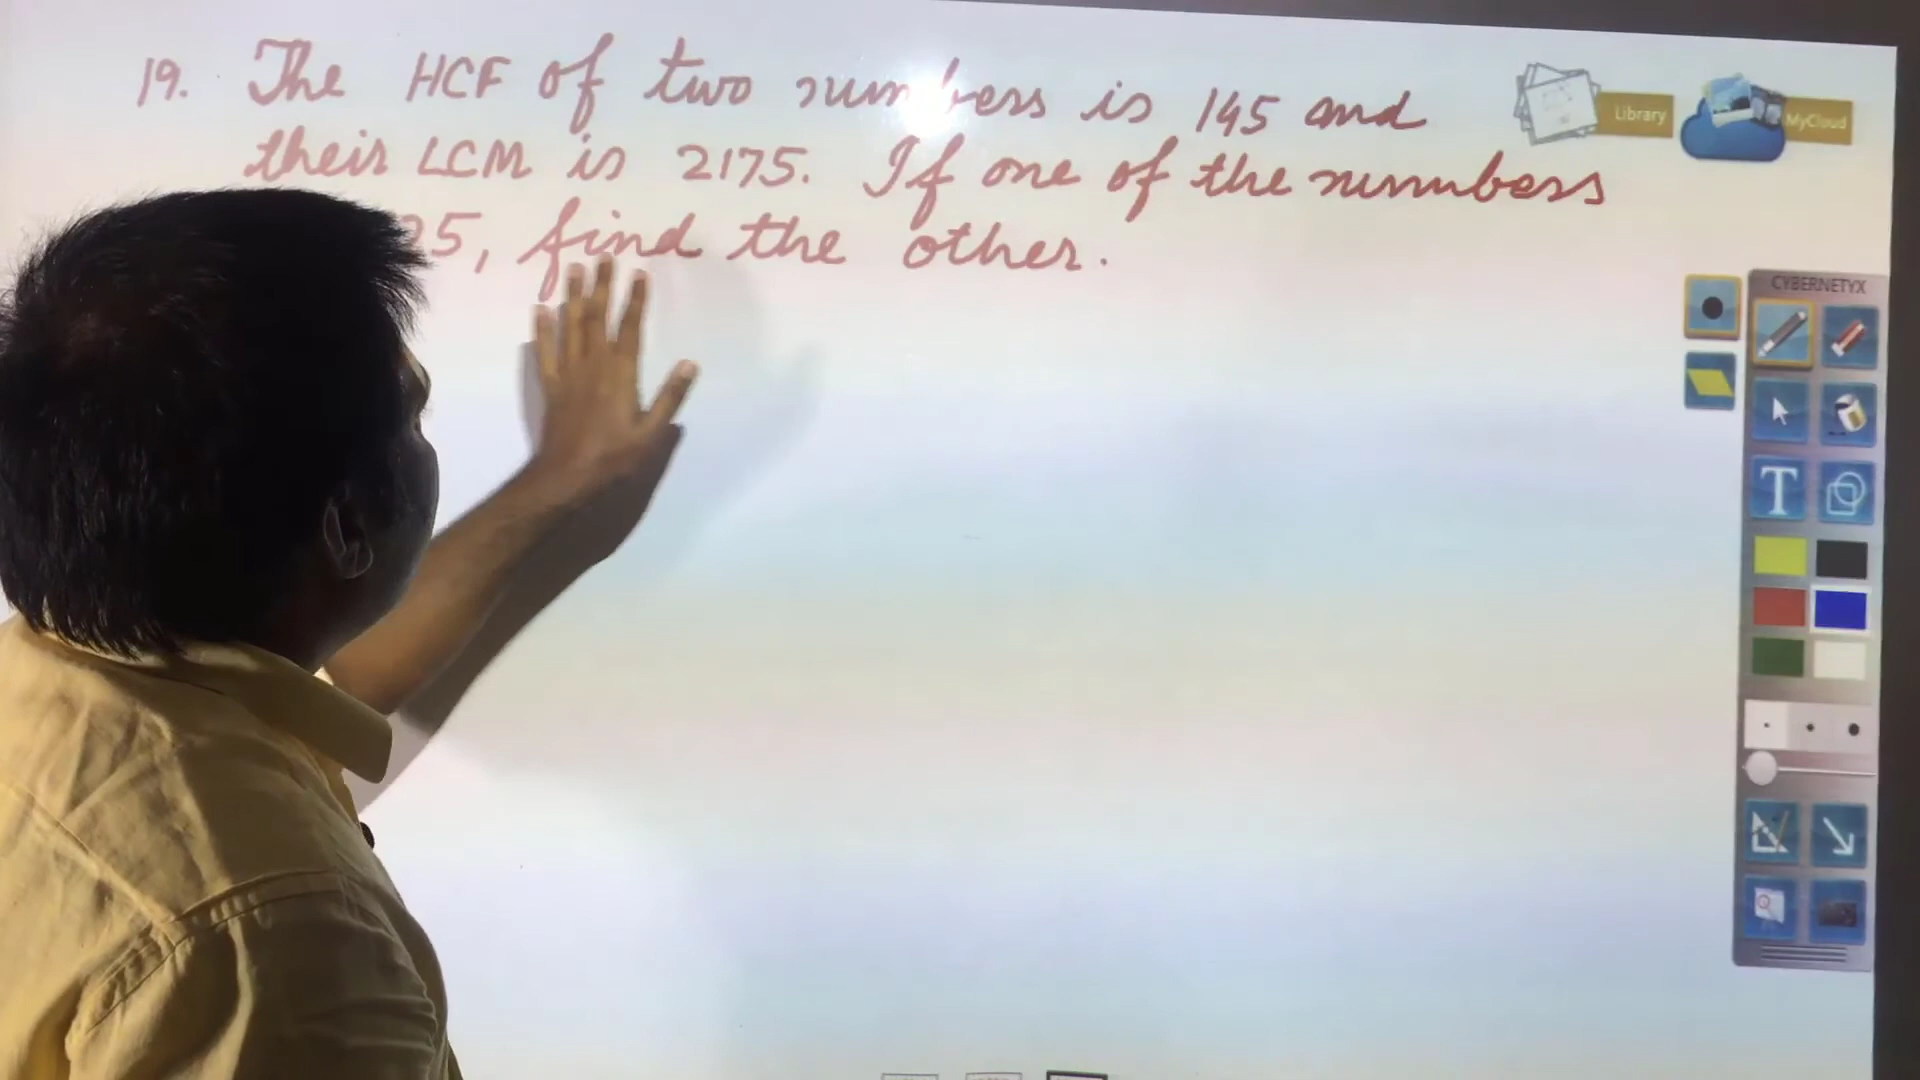 19. The HCF of two numbers is 145 and
their LCM is 2175. If one of the numbers
25, find the other.
Library
MyCloud
CYBERNETYX
T